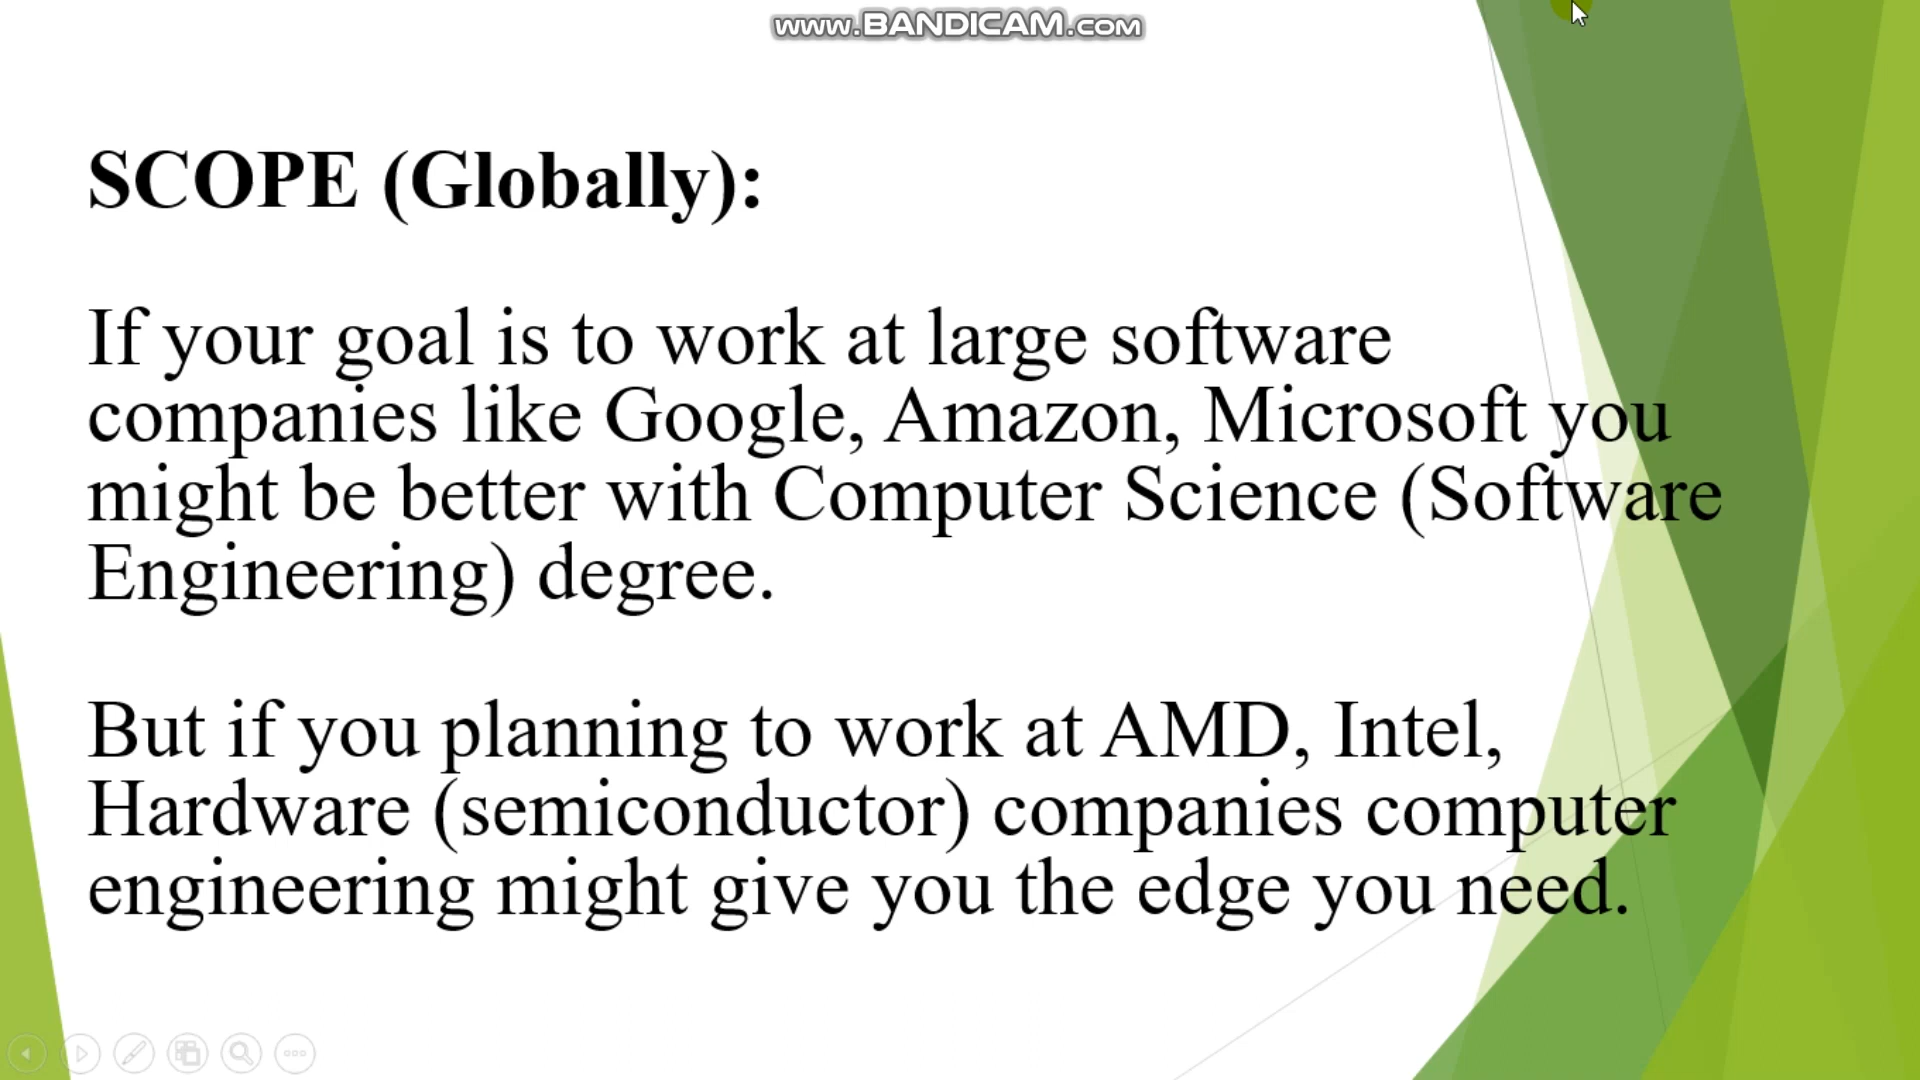 www.BANDICAM.com
SCOPE (Globally):
If your goal is to work at large software
companies like Google, Amazon, Microsoft you
might be better with Computer Science (Software
Engineering) degree.
But if you planning to work at AMD, Intel,
Hardware (semiconductor) companies computer
engineering might give you the edge you need.